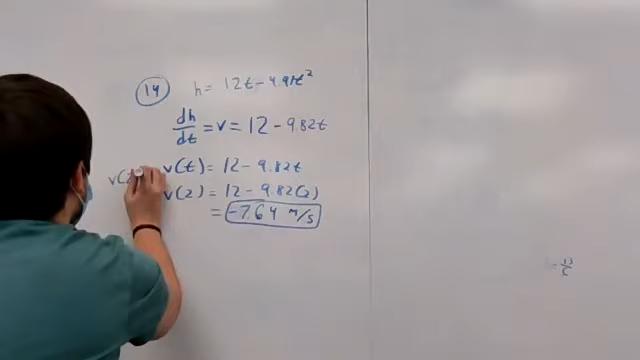 14 h = 12t - 4.91t²
dh/dt = v = 12 - 9.82t
v(t) = 12 - 9.82t
v(2 v(2) = 12 - 9.82(2)
= -7.64 m/s